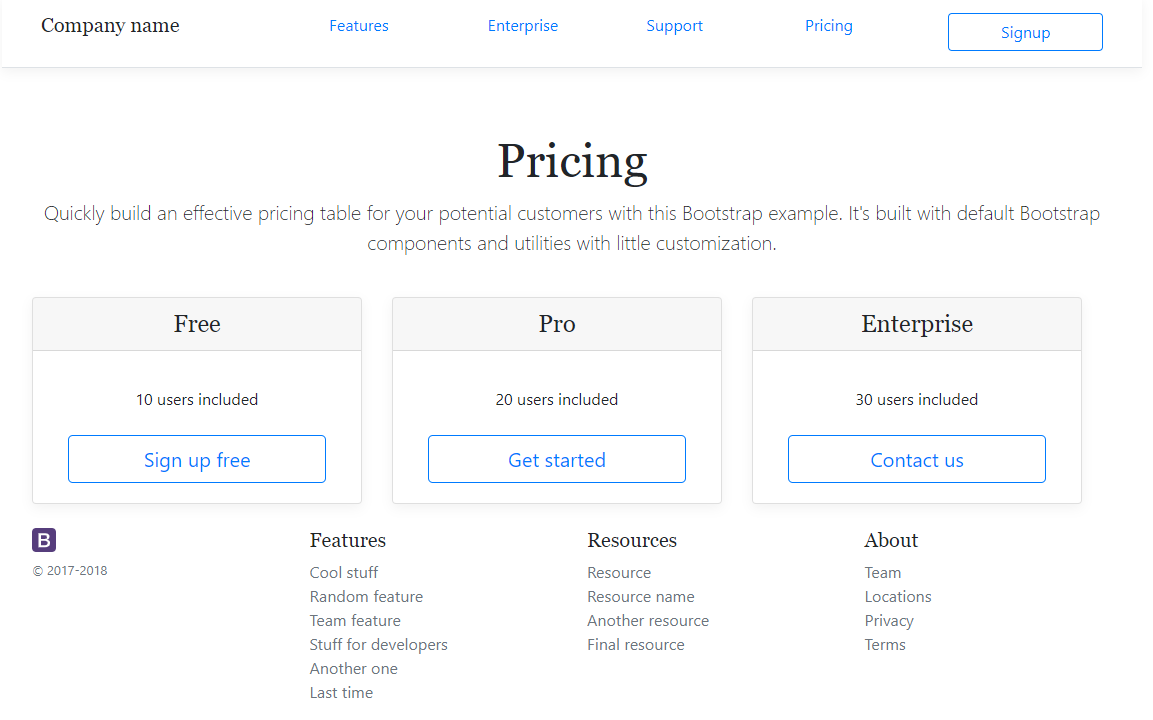 Company name
Features
Enterprise
Support
Pricing
Signup
Pricing
Quickly build an effective pricing table for your potential customers with this Bootstrap example. It's built with default Bootstrap
components and utilities with little customization.
Free
10 users included
Sign up free
Pro
20 users included
Get started
Enterprise
30 users included
Contact us
B
© 2017-2018
Features
Cool stuff
Random feature
Team feature
Stuff for developers
Another one
Last time
Resources
Resource
Resource name
Another resource
Final resource
About
Team
Locations
Privacy
Terms